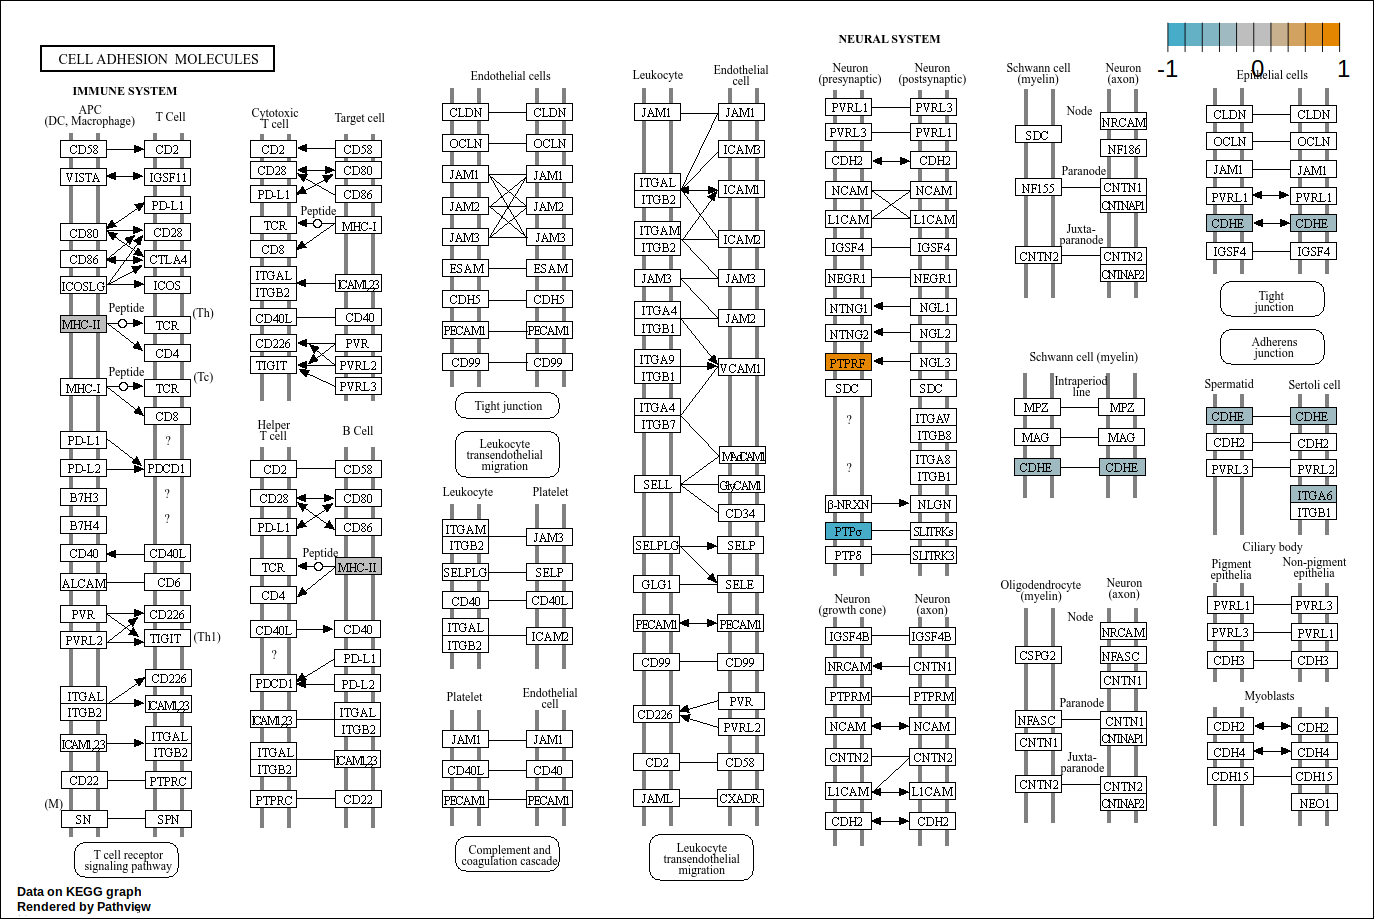 CELL ADHESION MOLECULES
-1
0
1
IMMUNE SYSTEM
APC
(DC, Macrophage)
T Cell
CD58
CD2
VISTA
IGSF11
PD-L1
CD80
CD28
CD86
CTLA4
ICOSLG
ICOS
Peptide
(Th)
MHC-II
TCR
CD4
Peptide
(Tc)
MHC-I
TCR
CD8
PD-L1
?
PD-L2
PDCD1
B7H3
?
B7H4
?
CD40
CD40L
ALCAM
CD6
PVR
CD226
PVRL2
TIGIT
(Th1)
CD226
ITGAL
ITGB2
ICAM1,2,3
ICAM1,2,3
ITGAL
ITGB2
CD22
PTPRC
(M)
SN
SPN
T cell receptor
signaling pathway
Cytotoxic
T cell
Target cell
CD2
CD58
CD28
CD80
PD-L1
CD86
Peptide
TCR
MHC-I
CD8
ITGAL
ITGB2
ICAM1,2,3
CD40L
CD40
CD226
PVR
TIGIT
PVRL2
PVRL3
Helper
T cell
B Cell
CD2
CD58
CD28
CD80
PD-L1
CD86
Peptide
TCR
MHC-II
CD4
CD40L
CD40
?
PD-L1
PDCD1
PD-L2
ICAM1,2,3
ITGAL
ITGB2
ITGAL
ITGB2
ICAM1,2,3
PTPRC
CD22
Endothelial cells
CLDN
CLDN
OCLN
OCLN
JAM1
JAM1
JAM2
JAM2
JAM3
JAM3
ESAM
ESAM
CDH5
CDH5
PECAM1
PECAM1
CD99
CD99
Tight junction
Leukocyte
transendothelial
migration
Leukocyte
Platelet
ITGAM
ITGB2
JAM3
SELPLG
SELP
CD40
CD40L
ITGAL
ITGB2
ICAM2
Platelet
Endothelial
cell
JAM1
JAM1
CD40L
CD40
PECAM1
PECAM1
Complement and
coagulation cascade
Leukocyte
Endothelial
cell
JAM1
JAM1
ICAM3
ITGAL
ITGB2
ICAM1
ITGAM
ITGB2
ICAM2
JAM3
JAM3
ITGA4
ITGB1
JAM2
ITGA9
ITGB1
VCAM1
ITGA4
ITGB7
MAdCAM1
SELL
GlyCAM1
CD34
SELPLG
SELP
GLG1
SELE
PECAM1
PECAM1
CD99
CD99
PVR
CD226
PVRL2
CD2
CD58
JAML
CXADR
Leukocyte
transendothelial
migration
NEURAL SYSTEM
Neuron
(presynaptic)
Neuron
(postsynaptic)
PVRL1
PVRL3
PVRL3
PVRL1
CDH2
CDH2
NCAM
NCAM
L1CAM
L1CAM
IGSF4
IGSF4
NEGR1
NEGR1
NTNG1
NGL1
NTNG2
NGL2
PTPRF
NGL3
SDC
SDC
?
ITGAV
ITGB8
?
ITGA8
ITGB1
β-NRXN
NLGN
PTPσ
SLITRKs
PTPδ
SLITRK3
Neuron
(growth cone)
Neuron
(axon)
IGSF4B
IGSF4B
NRCAM
CNTN1
PTPRM
PTPRM
NCAM
NCAM
CNTN2
CNTN2
L1CAM
L1CAM
CDH2
CDH2
Schwann cell
(myelin)
Neuron
(axon)
Node
NRCAM
SDC
NF186
Paranode
NF155
CNTN1
CNTNAP1
Juxta-
paranode
CNTN2
CNTN2
CNTNAP2
Schwann cell (myelin)
Intraperiod
line
MPZ
MPZ
MAG
MAG
CDHE
CDHE
Oligodendrocyte
(myelin)
Neuron
(axon)
Node
NRCAM
CSPG2
NFASC
CNTN1
Paranode
NFASC
CNTN1
CNTN1
CNTNAP1
Juxta-
paranode
CNTN2
CNTN2
CNTNAP2
Epithelial cells
CLDN
CLDN
OCLN
OCLN
JAM1
JAM1
PVRL1
PVRL1
CDHE
CDHE
IGSF4
IGSF4
Tight
junction
Adherens
junction
Spermatid
Sertoli cell
CDHE
CDHE
CDH2
CDH2
PVRL3
PVRL2
ITGA6
ITGB1
Ciliary body
Pigment
epithelia
Non-pigment
epithelia
PVRL1
PVRL3
PVRL3
PVRL1
CDH3
CDH3
Myoblasts
CDH2
CDH2
CDH4
CDH4
CDH15
CDH15
NEO1
Data on KEGG graph
Rendered by Pathview